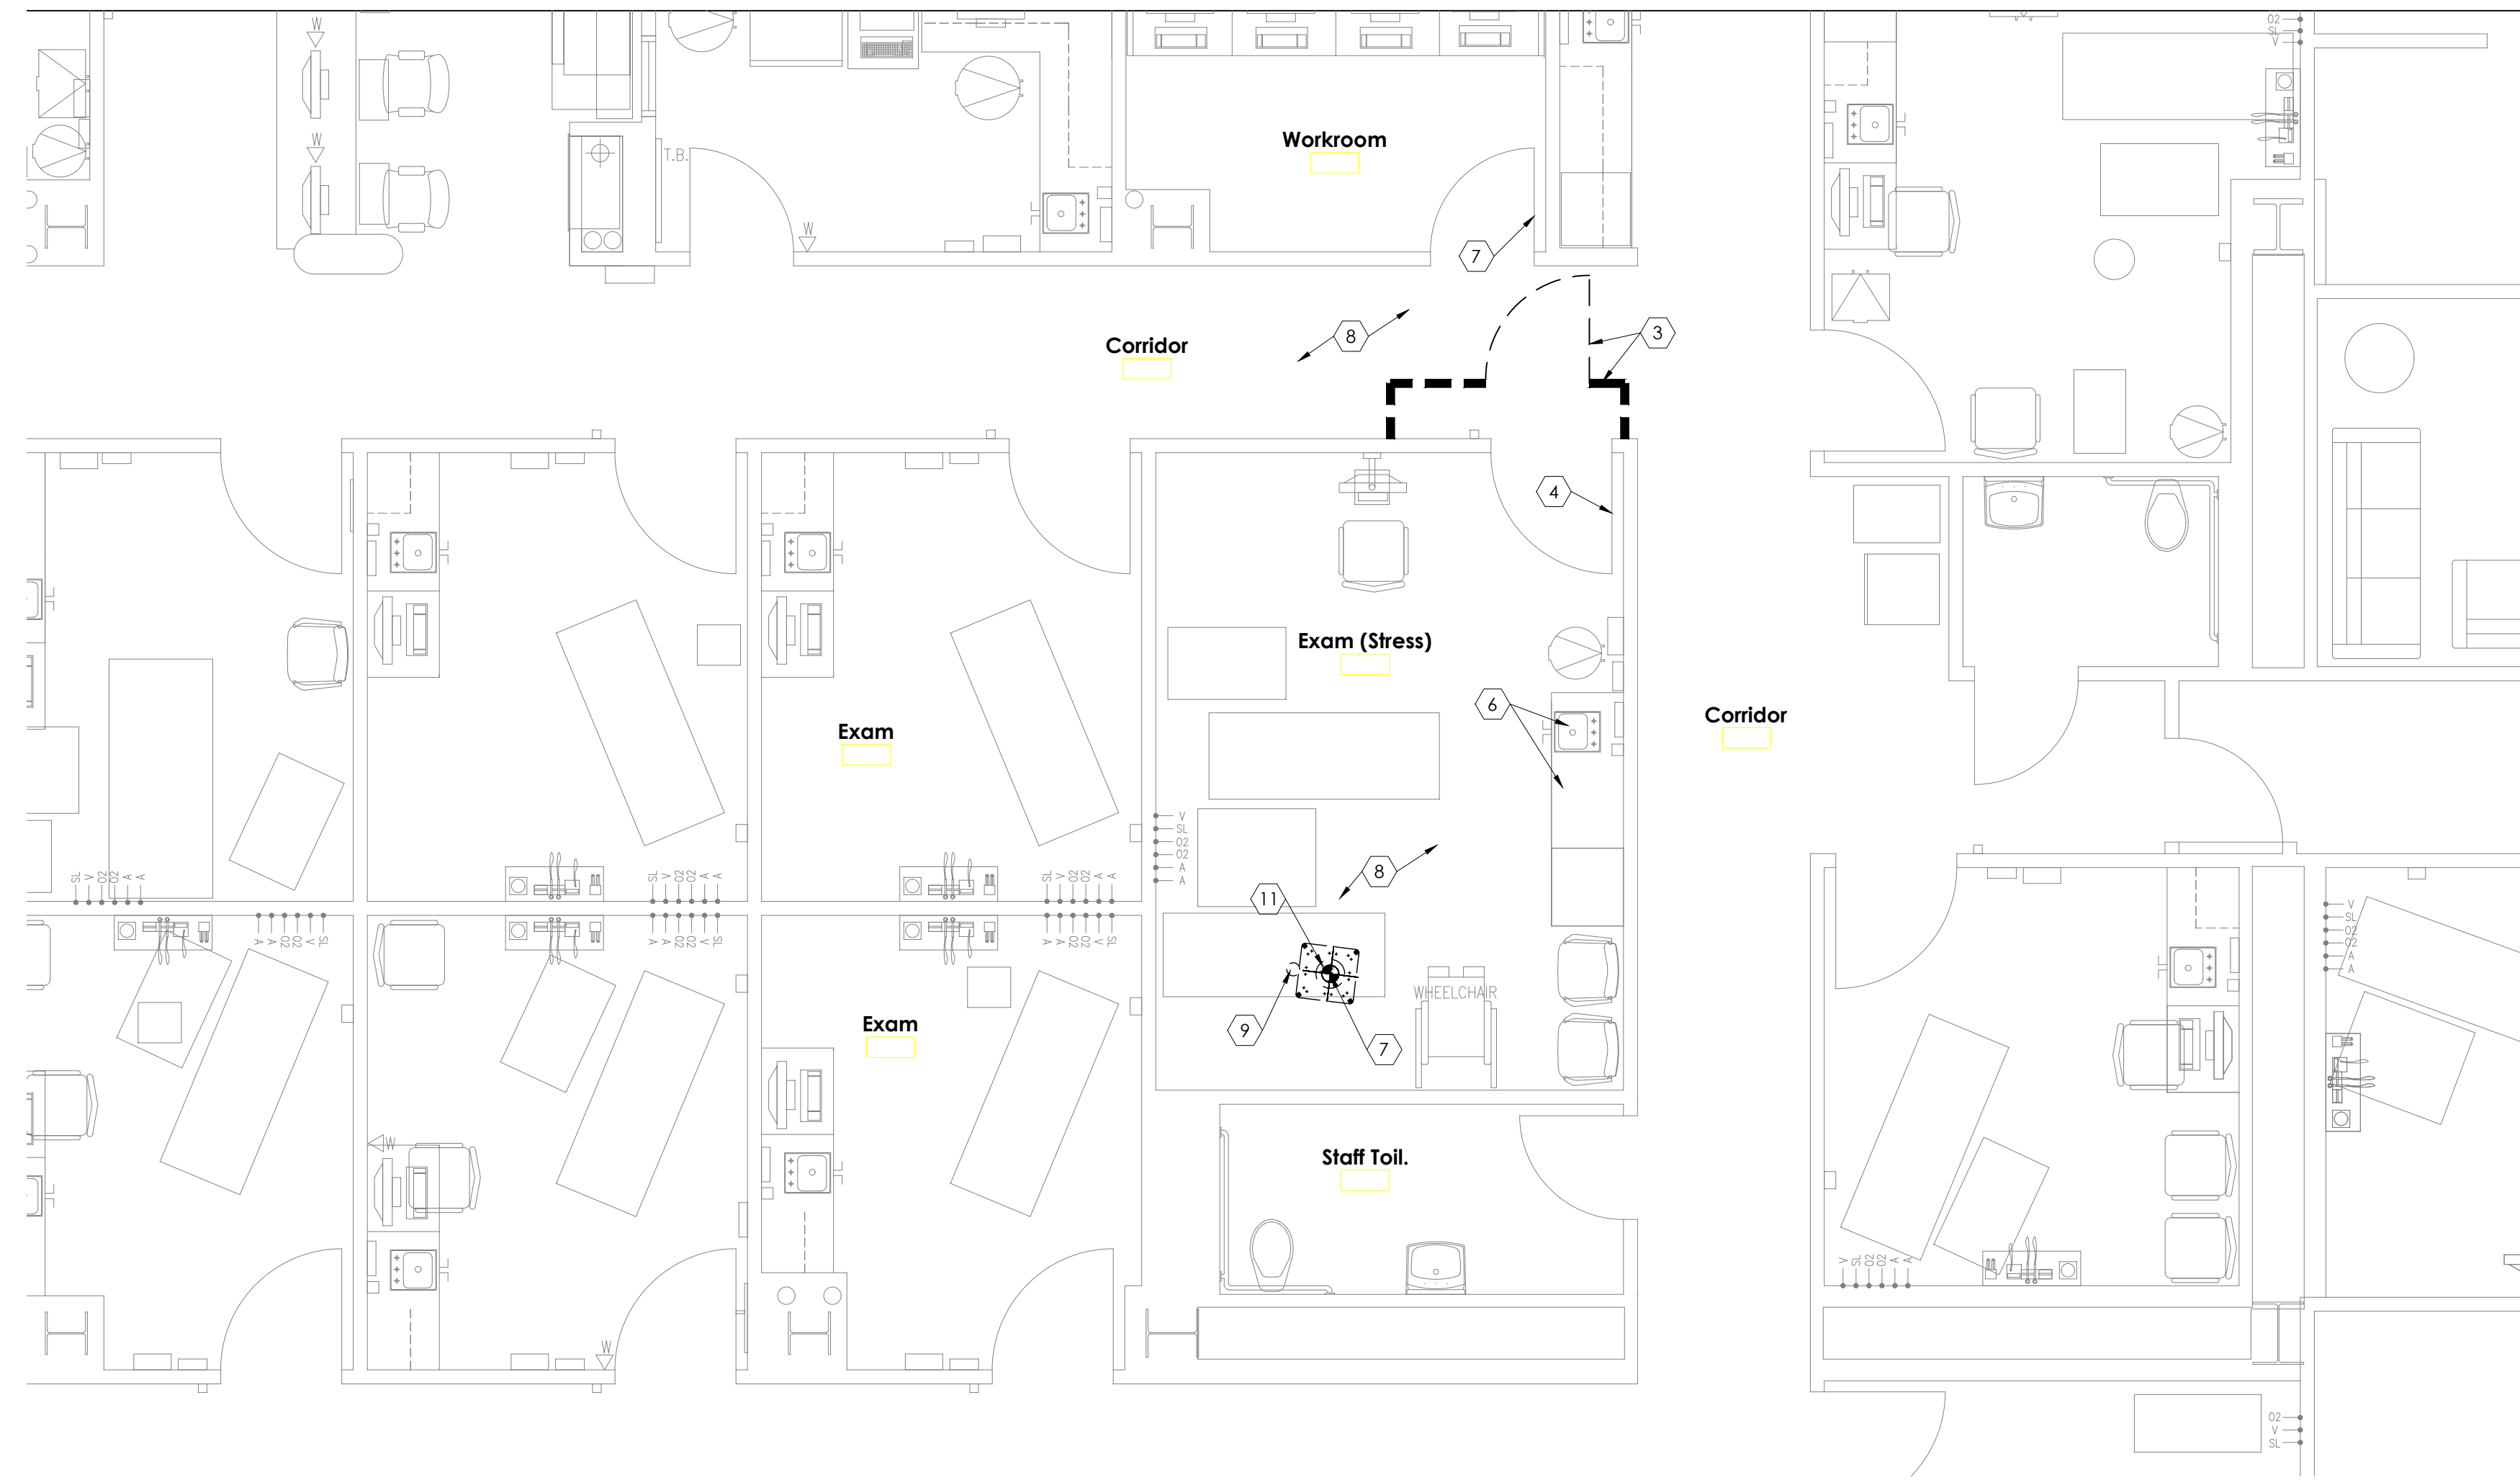 W
O2
SL
V
W
Workroom
T.B.
W
7
8
3
Corridor
4
Exam (Stress)
6
Corridor
Exam
V
SL
O2
O2
A
A
8
SL
V
O2
O2
A
A
SL
V
O2
O2
A
A
SL
V
O2
O2
A
A
11
V
SL
O2
O2
A
A
A
A
O2
O2
V
SL
A
A
O2
O2
V
SL
A
A
O2
O2
V
SL
WHEELCHAIR
Exam
9
7
W
Staff Toil.
V
SL
O2
O2
A
A
W
O2
V
SL